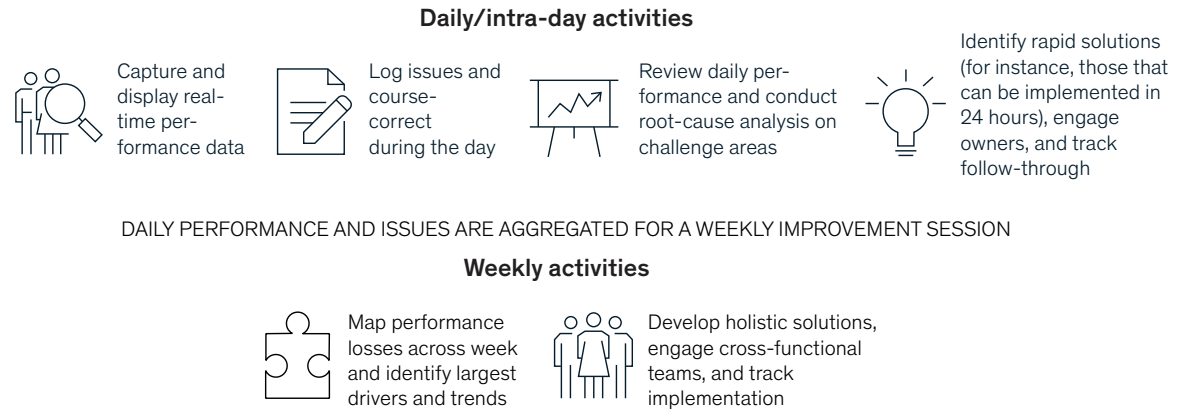 Daily/intra-day activities
Capture and
display real-
time per-
formance data
Log issues and
course-
correct
during the day
Review daily per-
formance and conduct
root-cause analysis on
challenge areas
Identify rapid solutions
(for instance, those that
can be implemented in
24 hours), engage
owners, and track
follow-through
DAILY PERFORMANCE AND ISSUES ARE AGGREGATED FOR A WEEKLY IMPROVEMENT SESSION
Weekly activities
Map performance
losses across week
and identify largest
drivers and trends
Develop holistic solutions,
engage cross-functional
teams, and track
implementation